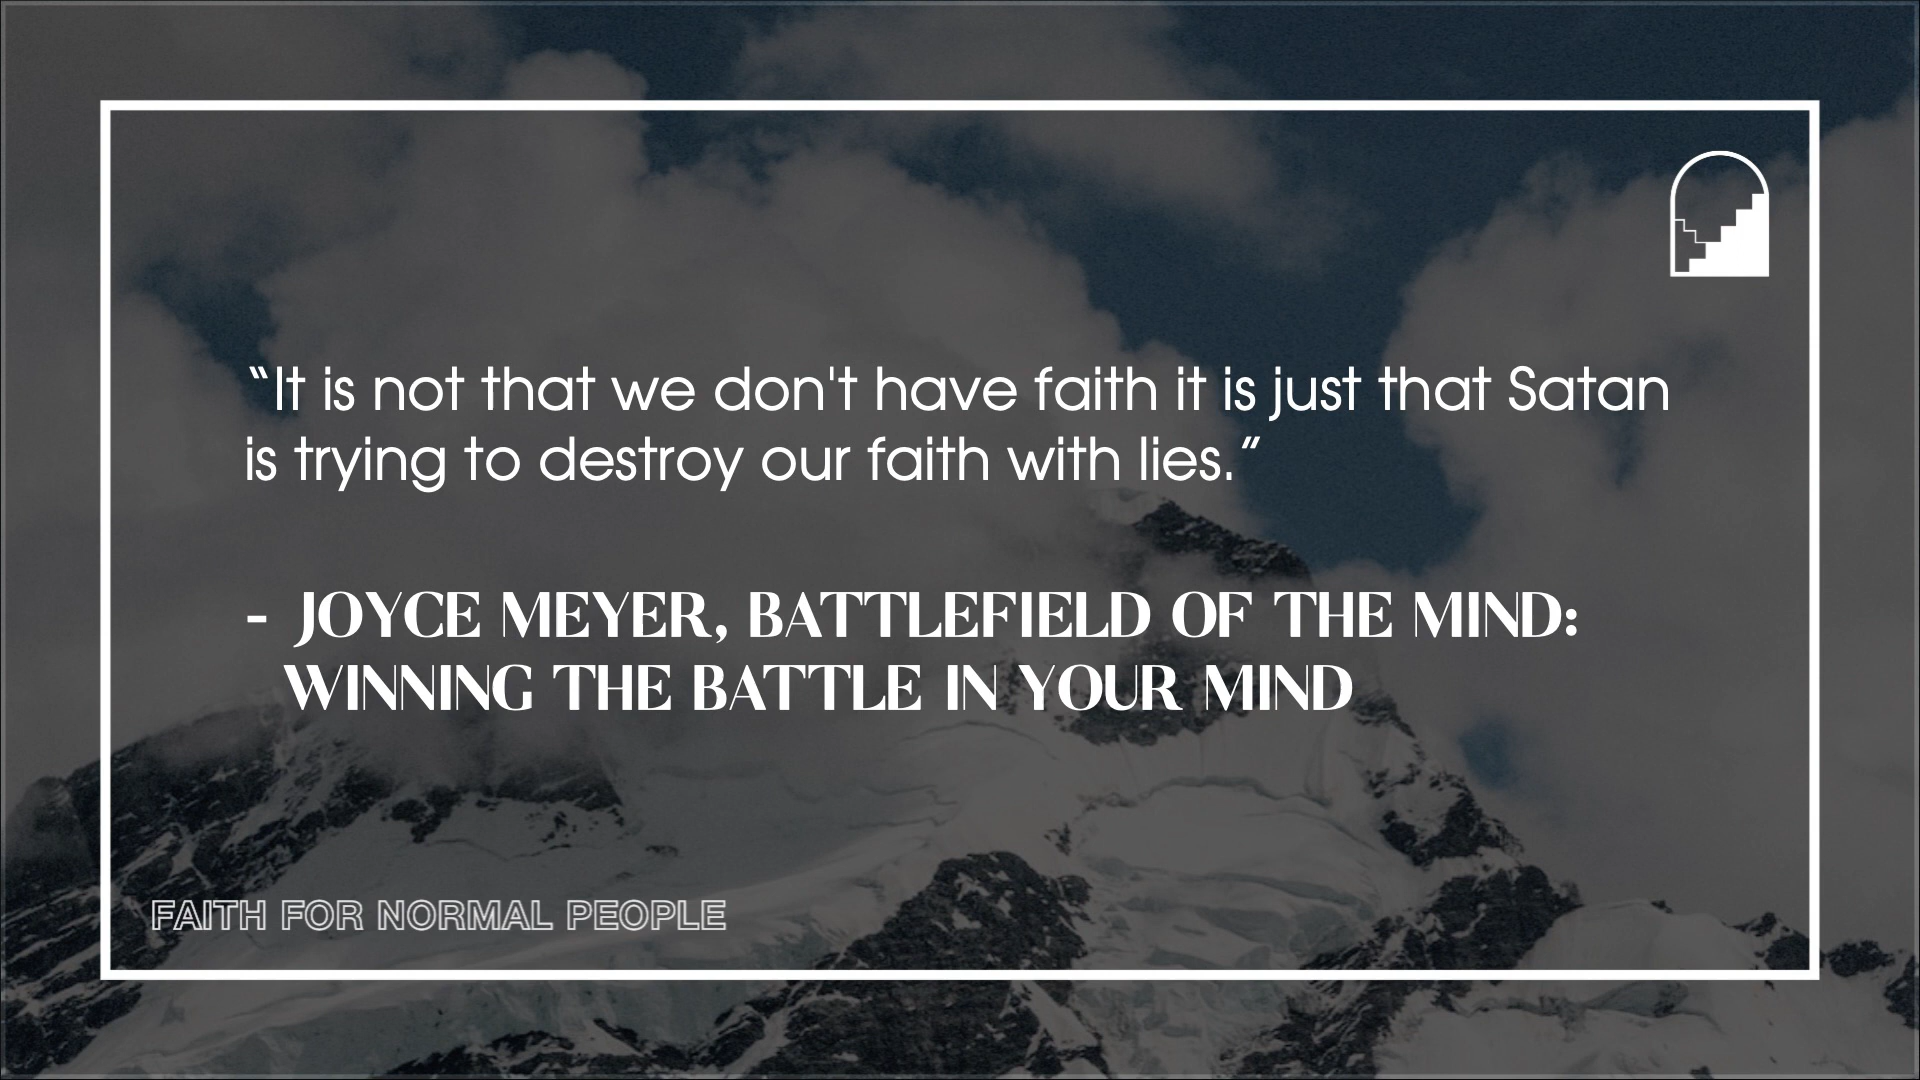 “It is not that we don't have faith it is just that Satan
is trying to destroy our faith with lies.”
- JOYCE MEYER, BATTLEFIELD OF THE MIND:
WINNING THE BATTLE IN YOUR MIND
FAITH FOR NORMAL PEOPLE